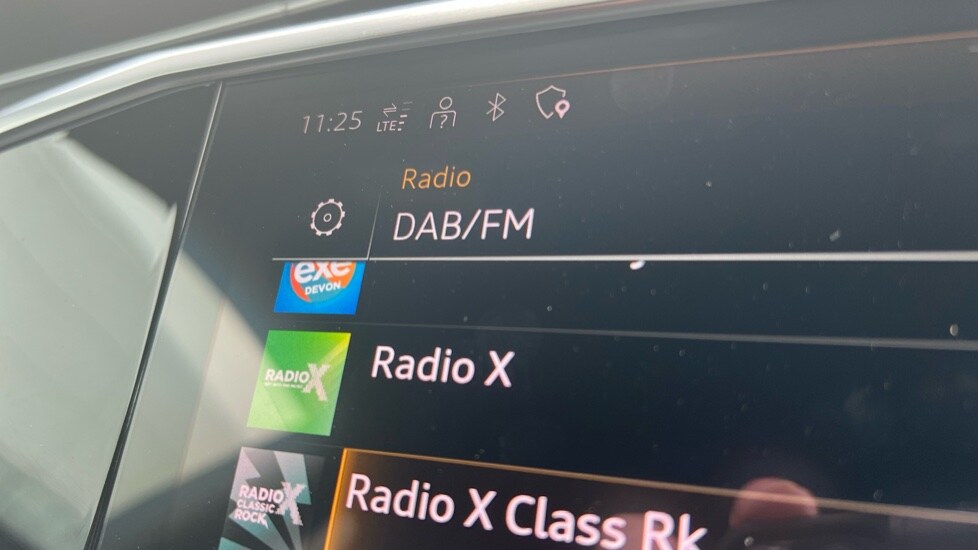 11:25 LTE ?
Radio
DAB/FM
exe
DEVON
RADIO X
Radio X
RADIO X
CLASSIC
ROCK
Radio X Class Rk